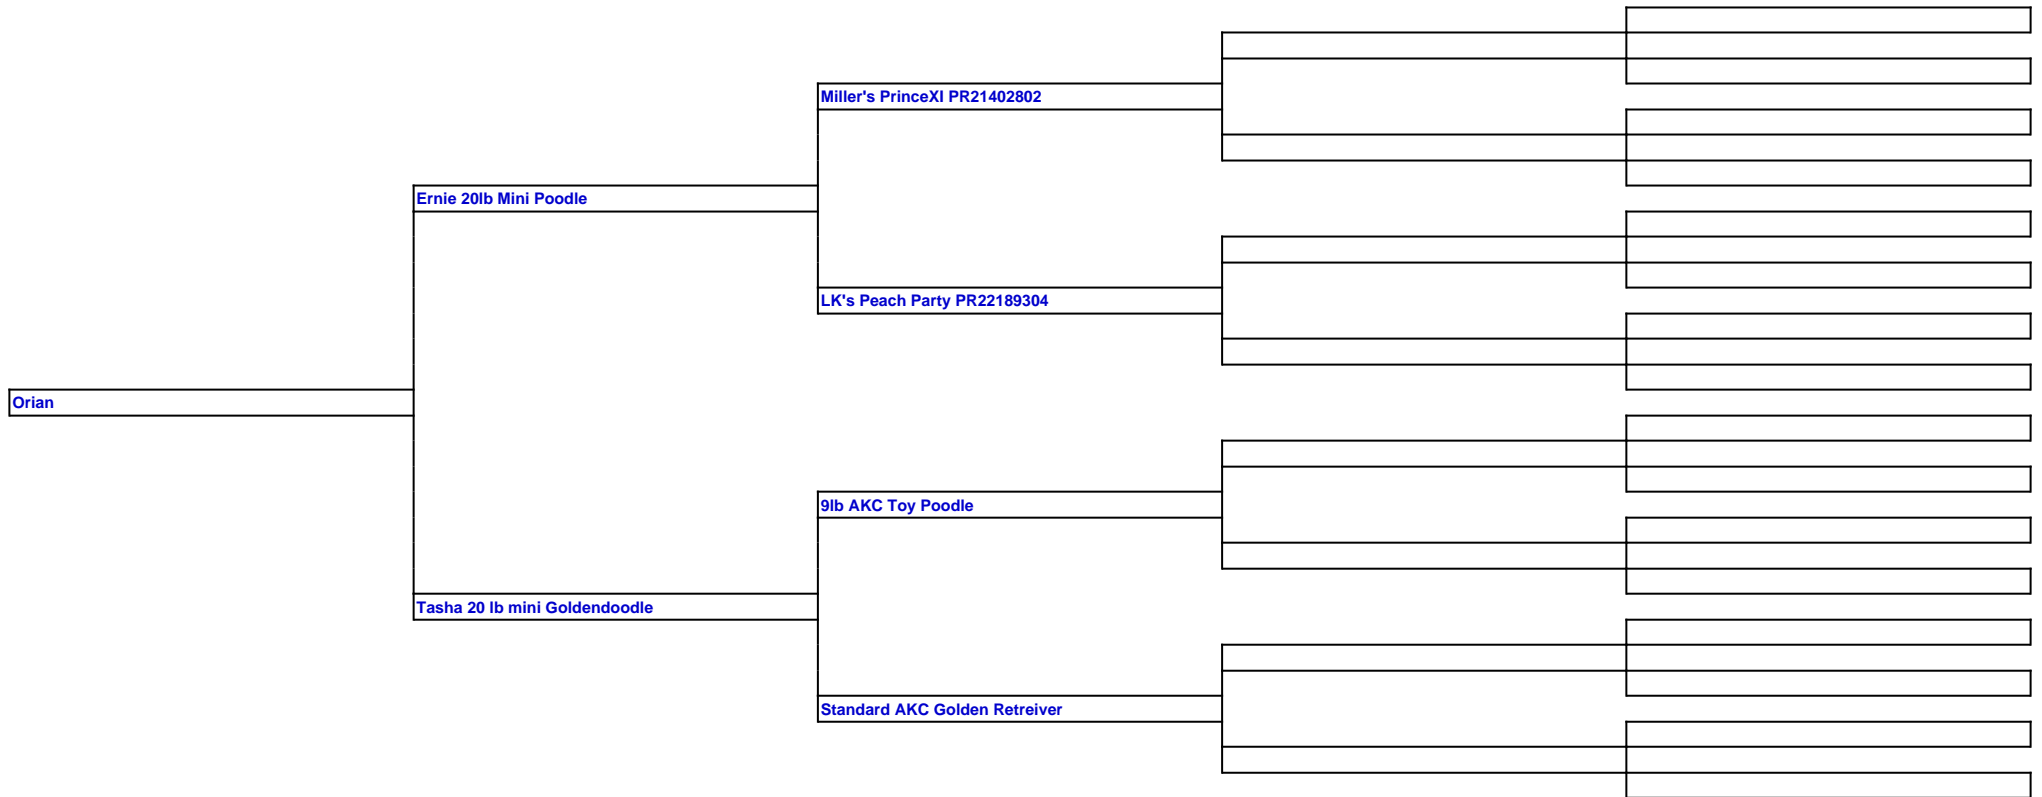 Miller's PrinceXI PR21402802
Ernie 20lb Mini Poodle
LK's Peach Party PR22189304
Orian
9lb AKC Toy Poodle
Tasha 20 lb mini Goldendoodle
Standard AKC Golden Retreiver